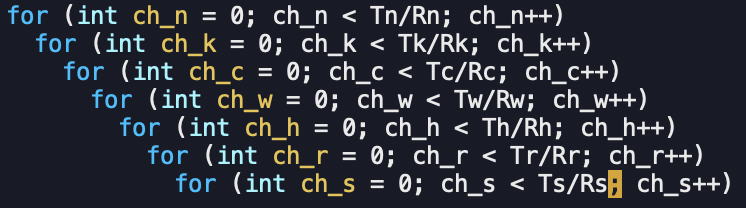 for (int ch_n = 0; ch_n < Tn/Rn; ch_n++)
for (int ch_k = 0; ch_k < Tk/Rk; ch_k++)
for (int ch_c = 0; ch_c < Tc/Rc; ch_c++)
for (int ch_w = 0; ch_w < Tw/Rw; ch_w++)
for (int ch_h = 0; ch_h < Th/Rh; ch_h++)
for (int ch_r = 0; ch_r < Tr/Rr; ch_r++)
for (int ch_s = 0; ch_s < Ts/Rs; ch_s++)